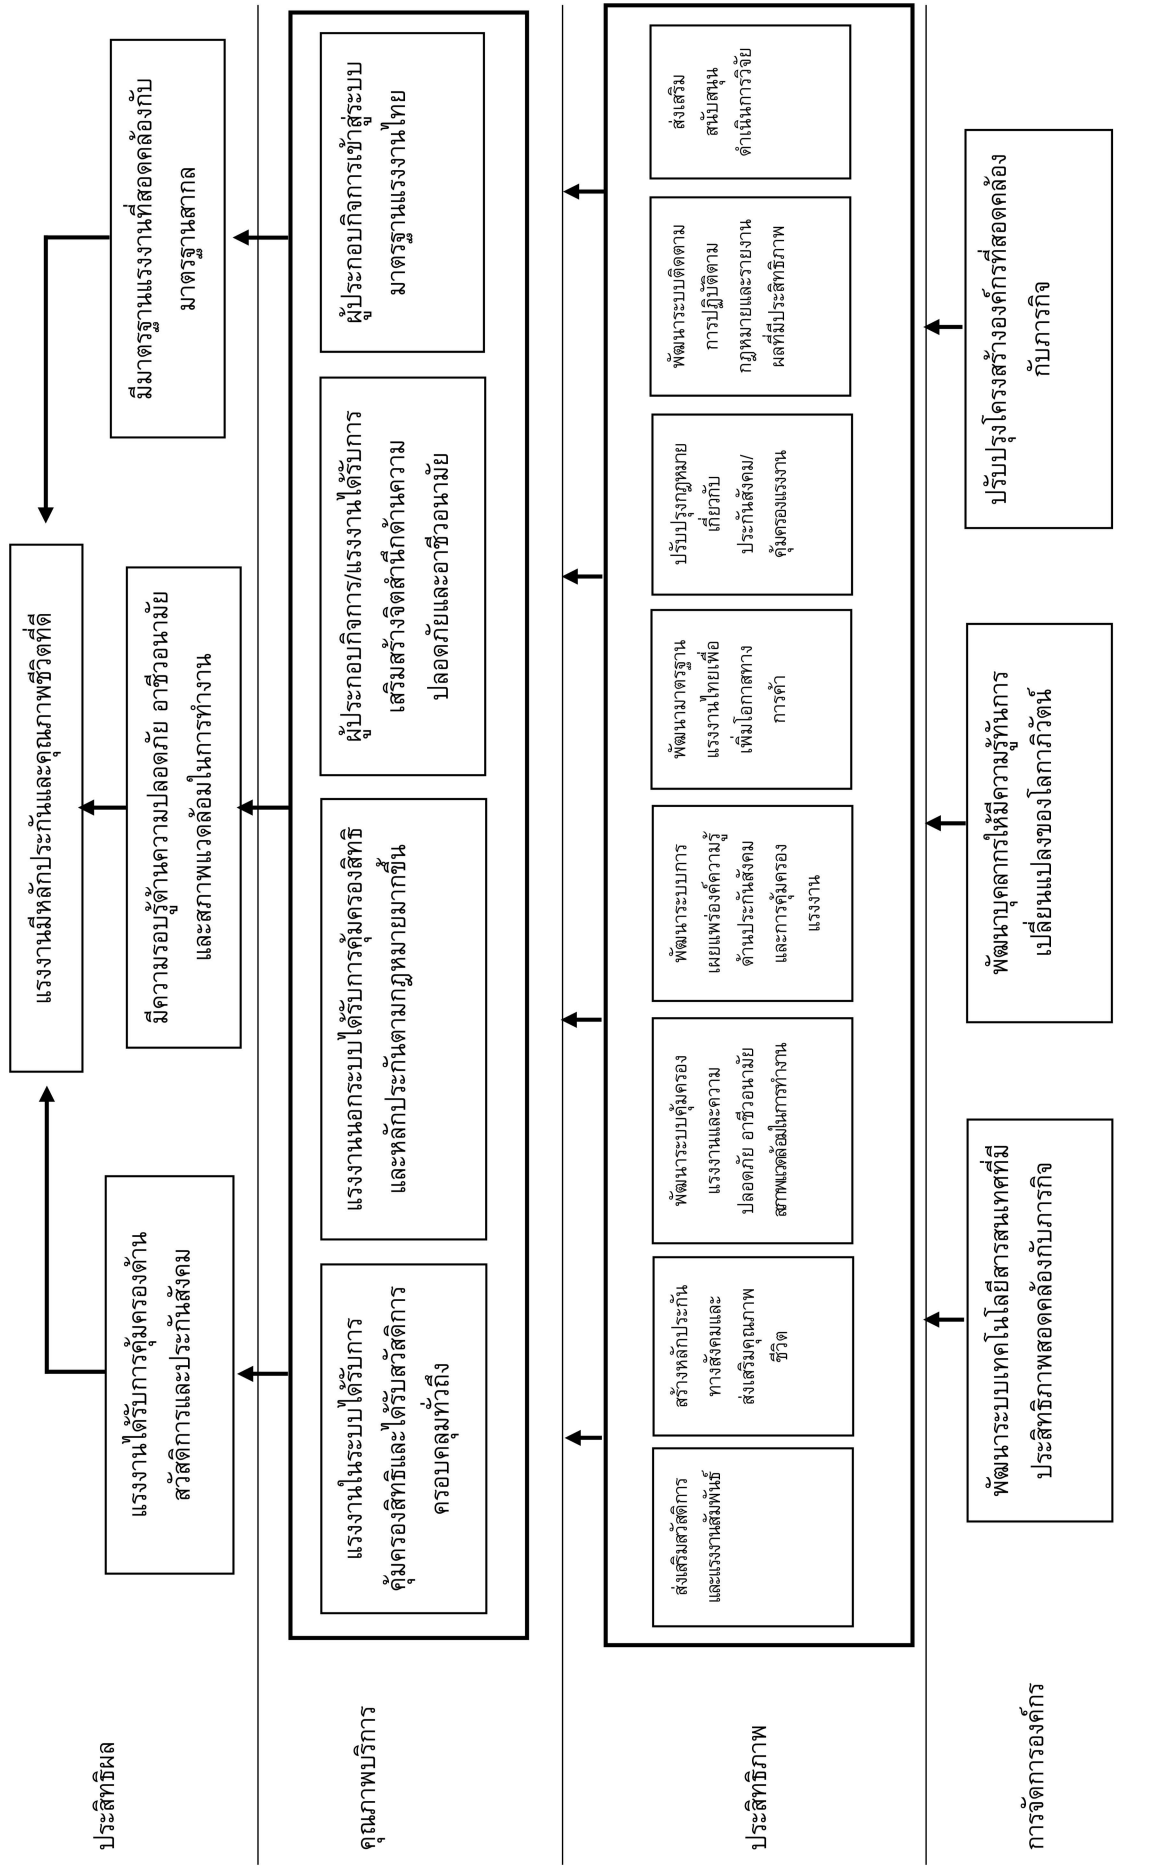 ประสิทธิผล
แรงงานมีหลักประกันและคุณภาพชีวิตที่ดี
แรงงานได้รับการคุ้มครองด้าน
สวัสดิการและประกันสังคม
มีความรอบรู้ด้านความปลอดภัย อาชีวอนามัย
และสภาพแวดล้อมในการทำงาน
มีมาตรฐานแรงงานที่สอดคล้องกับ
มาตรฐานสากล
คุณภาพบริการ
แรงงานในระบบได้รับการ
คุ้มครองสิทธิและได้รับสวัสดิการ
ครอบคลุมทั่วถึง
แรงงานนอกระบบได้รับการคุ้มครองสิทธิ
และหลักประกันตามกฎหมายมากขึ้น
ผู้ประกอบกิจการ/แรงงานได้รับการ
เสริมสร้างจิตสำนึกด้านความ
ปลอดภัยและอาชีวอนามัย
ผู้ประกอบกิจการเข้าสู่ระบบ
มาตรฐานแรงงานไทย
ประสิทธิภาพ
ส่งเสริมสวัสดิการ
และแรงงานสัมพันธ์
สร้างหลักประกัน
ทางสังคมและ
ส่งเสริมคุณภาพ
ชีวิต
พัฒนาระบบคุ้มครอง
แรงงานและความ
ปลอดภัย อาชีวอนามัย
สภาพแวดล้อมในการทำงาน
พัฒนาระบบการ
เผยแพร่องค์ความรู้
ด้านประกันสังคม
และการคุ้มครอง
แรงงาน
พัฒนามาตรฐาน
แรงงานไทยเพื่อ
เพิ่มโอกาสทาง
การค้า
ปรับปรุงกฎหมาย
เกี่ยวกับ
ประกันสังคม/
คุ้มครองแรงงาน
พัฒนาระบบติดตาม
การปฏิบัติตาม
กฎหมายและรายงาน
ผลที่มีประสิทธิภาพ
ส่งเสริม
สนับสนุน
ดำเนินการวิจัย
การจัดการองค์กร
พัฒนาระบบเทคโนโลยีสารสนเทศที่มี
ประสิทธิภาพสอดคล้องกับภารกิจ
พัฒนาบุคลากรให้มีความรู้ทันการ
เปลี่ยนแปลงของโลกาภิวัตน์
ปรับปรุงโครงสร้างองค์กรที่สอดคล้อง
กับภารกิจ